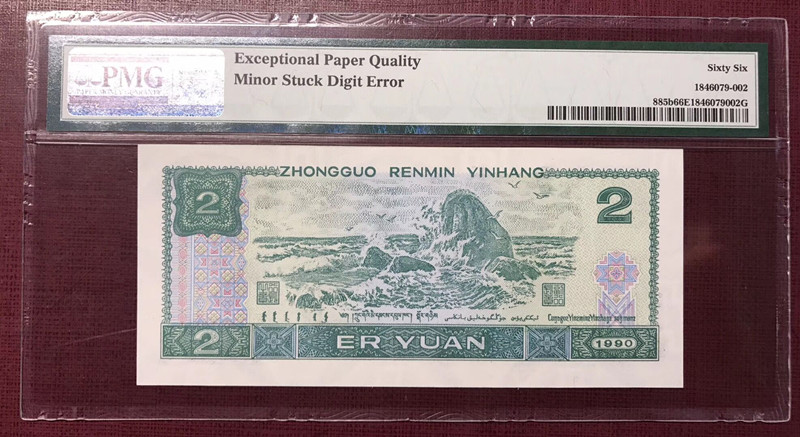 PMG
Exceptional Paper Quality
Minor Stuck Digit Error
Sixty Six
1846079-002
885b66E1846079002G
ZHONGGUO RENMIN YINHANG
2
2
2
ER YUAN
1990